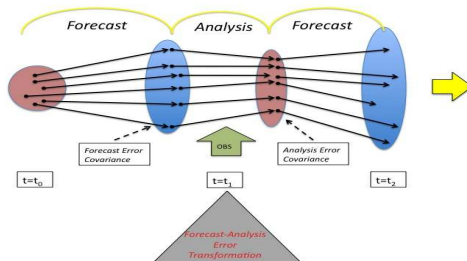 Forecast Analysis Forecast
Forecast Error
Covariance
OBS
Analysis Error
Covariance
t=t0 t=t1 t=t2
Forecast-Analysis
Error
Transformation